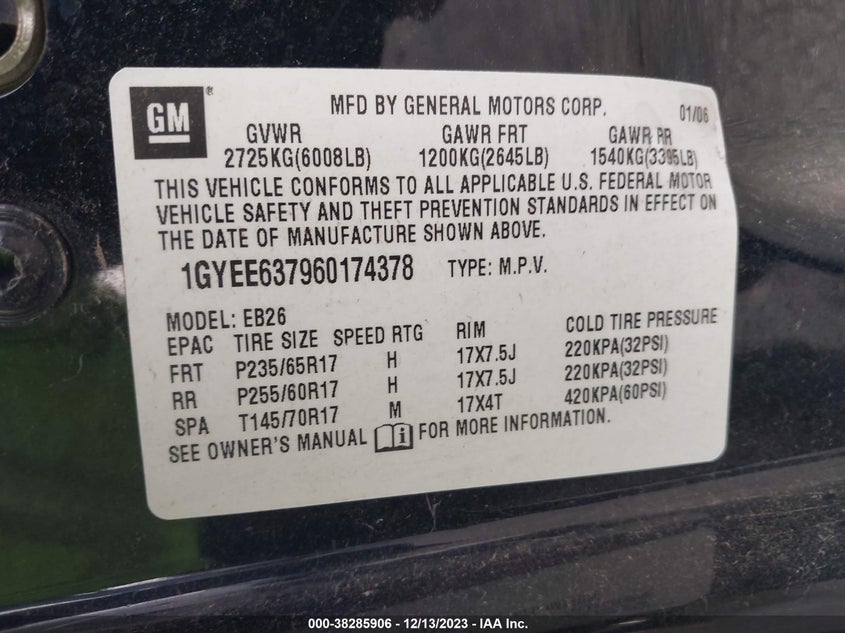 GM ® MFD BY GENERAL MOTORS CORP. 01/06
GVWR GAWR FRT GAWR RR
2725KG(6008LB) 1200KG(2645LB) 1540KG(3395LB)
THIS VEHICLE CONFORMS TO ALL APPLICABLE U.S. FEDERAL MOTOR
VEHICLE SAFETY AND THEFT PREVENTION STANDARDS IN EFFECT ON
THE DATE OF MANUFACTURE SHOWN ABOVE.
1GYEE637960174378 TYPE: M.P.V.
MODEL: EB26
EPAC TIRE SIZE SPEED RTG RIM COLD TIRE PRESSURE
FRT P235/65R17 H 17X7.5J 220KPA(32PSI)
RR P255/60R17 H 17X7.5J 220KPA(32PSI)
SPA T145/70R17 M 17X4T 420KPA(60PSI)
SEE OWNER'S MANUAL i FOR MORE INFORMATION.
000-38285906 - 12/13/2023 - IAA Inc.